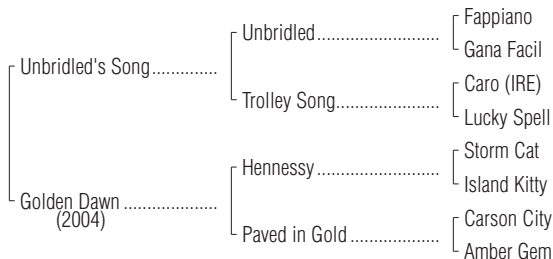 Fappiano
Unbridled....................
Gana Facil
Unbridled's Song.............
Caro (IRE)
Trolley Song.................
Lucky Spell
Storm Cat
Hennessy.....................
Island Kitty
Golden Dawn ..................
(2004)
Carson City
Paved in Gold ................
Amber Gem